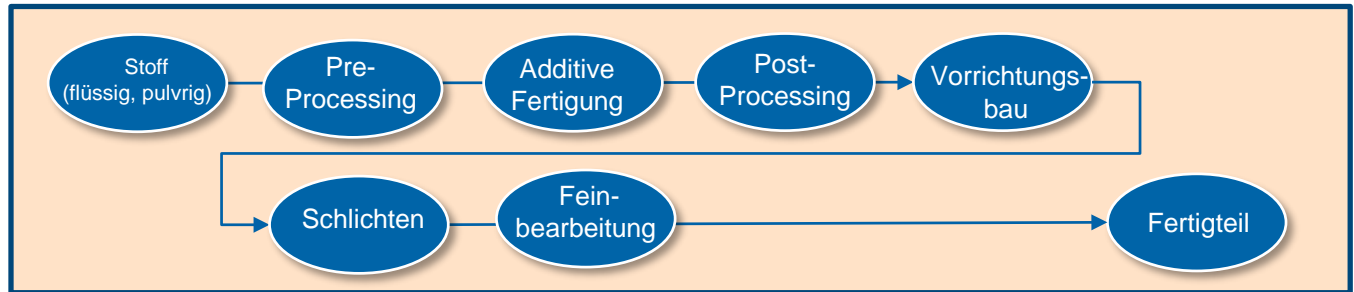 Stoff
(flüssig, pulvrig)
Pre-
Processing
Additive
Fertigung
Post-
Processing
Vorrichtungs-
bau
Schlichten
Fein-
bearbeitung
Fertigteil